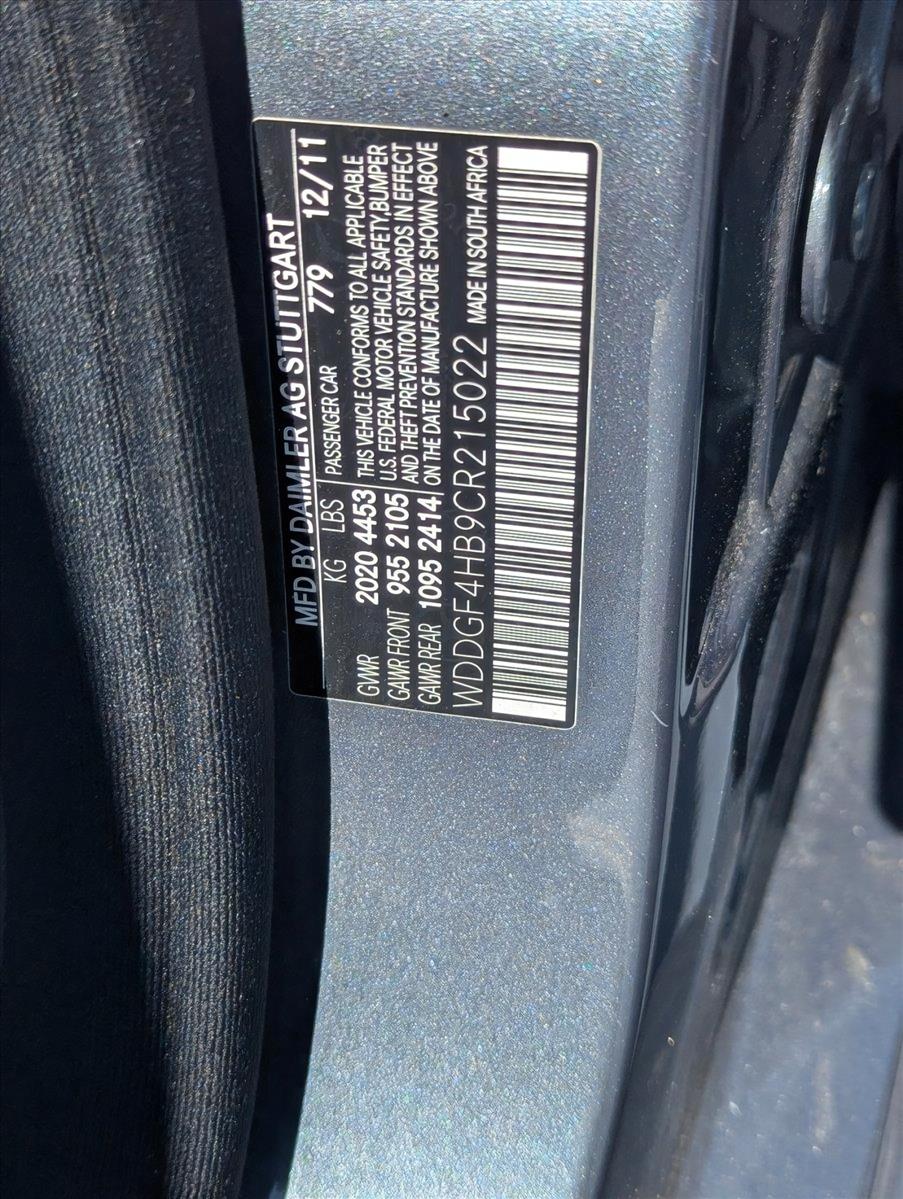 MFD BY DAIMLER AG STUTTGART
KG LBS PASSENGER CAR 779 12/11
GVWR 2020 4453 THIS VEHICLE CONFORMS TO ALL APPLICABLE
U.S. FEDERAL MOTOR VEHICLE SAFETY, BUMPER
GAWR FRONT 955 2105 AND THEFT PREVENTION STANDARDS IN EFFECT
GAWR REAR 1095 2414 ON THE DATE OF MANUFACTURE SHOWN ABOVE
WDDGF4HB9CR215022 MADE IN SOUTH AFRICA